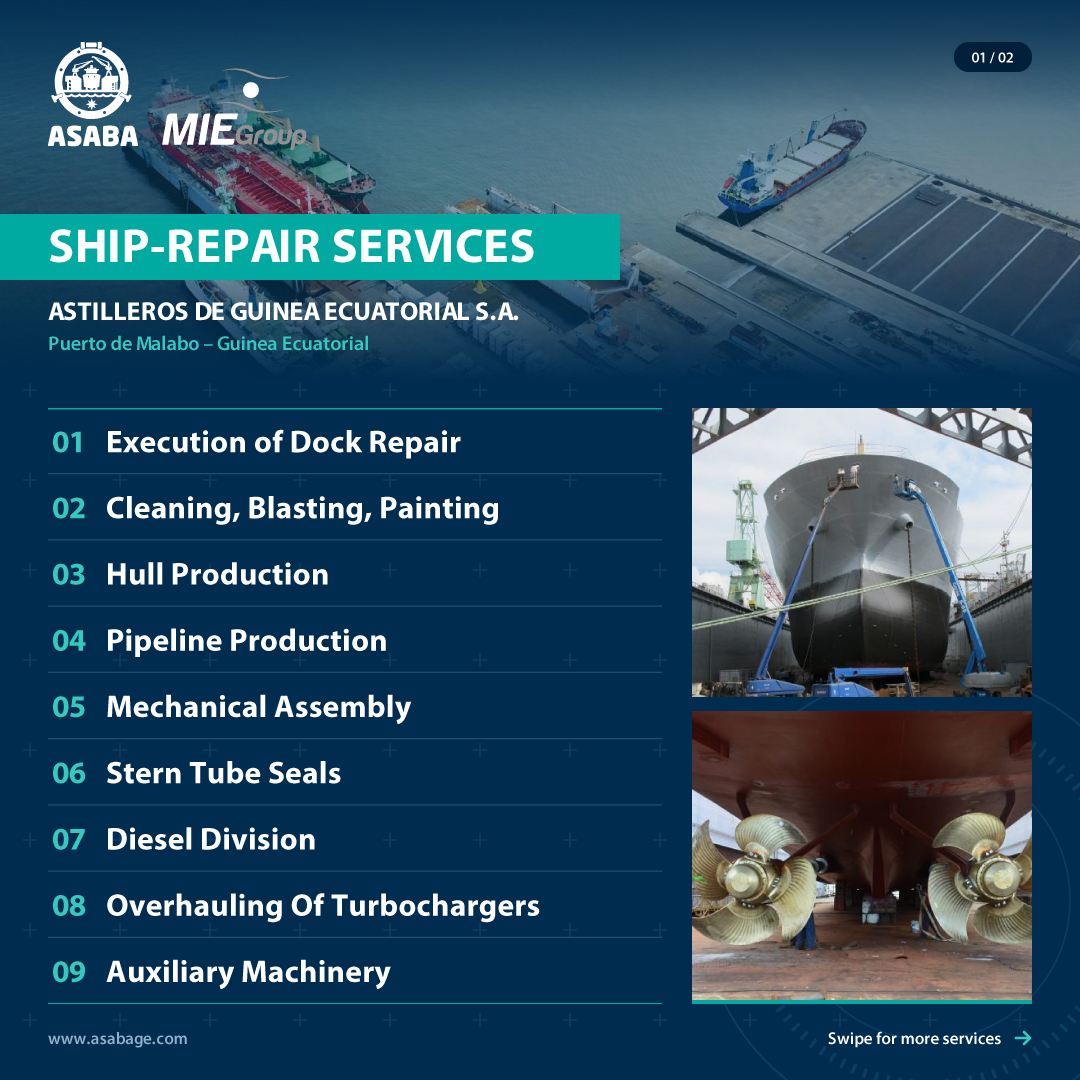 ASABA
MIE Group
01 / 02
SHIP-REPAIR SERVICES
ASTILLEROS DE GUINEA ECUATORIAL S.A.
Puerto de Malabo – Guinea Ecuatorial
01 Execution of Dock Repair
02 Cleaning, Blasting, Painting
03 Hull Production
04 Pipeline Production
05 Mechanical Assembly
06 Stern Tube Seals
07 Diesel Division
08 Overhauling Of Turbochargers
09 Auxiliary Machinery
www.asabage.com
Swipe for more services